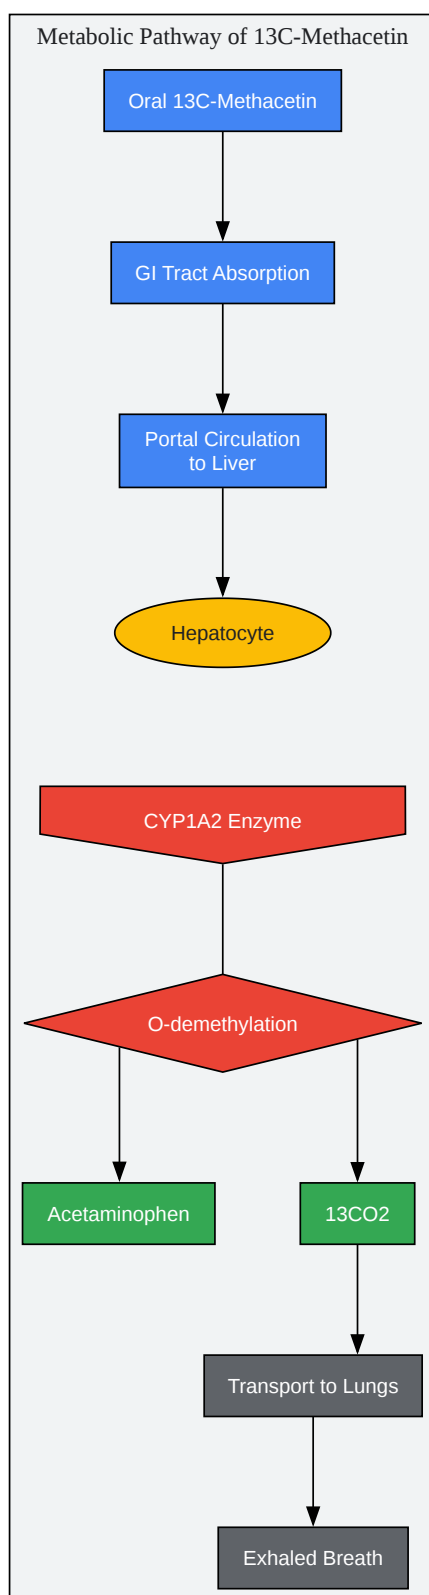 Metabolic Pathway of 13C-Methacetin
Oral 13C-Methacetin
GI Tract Absorption
Portal Circulation
to Liver
Hepatocyte
CYP1A2 Enzyme
O-demethylation
Acetaminophen
13CO2
Transport to Lungs
Exhaled Breath